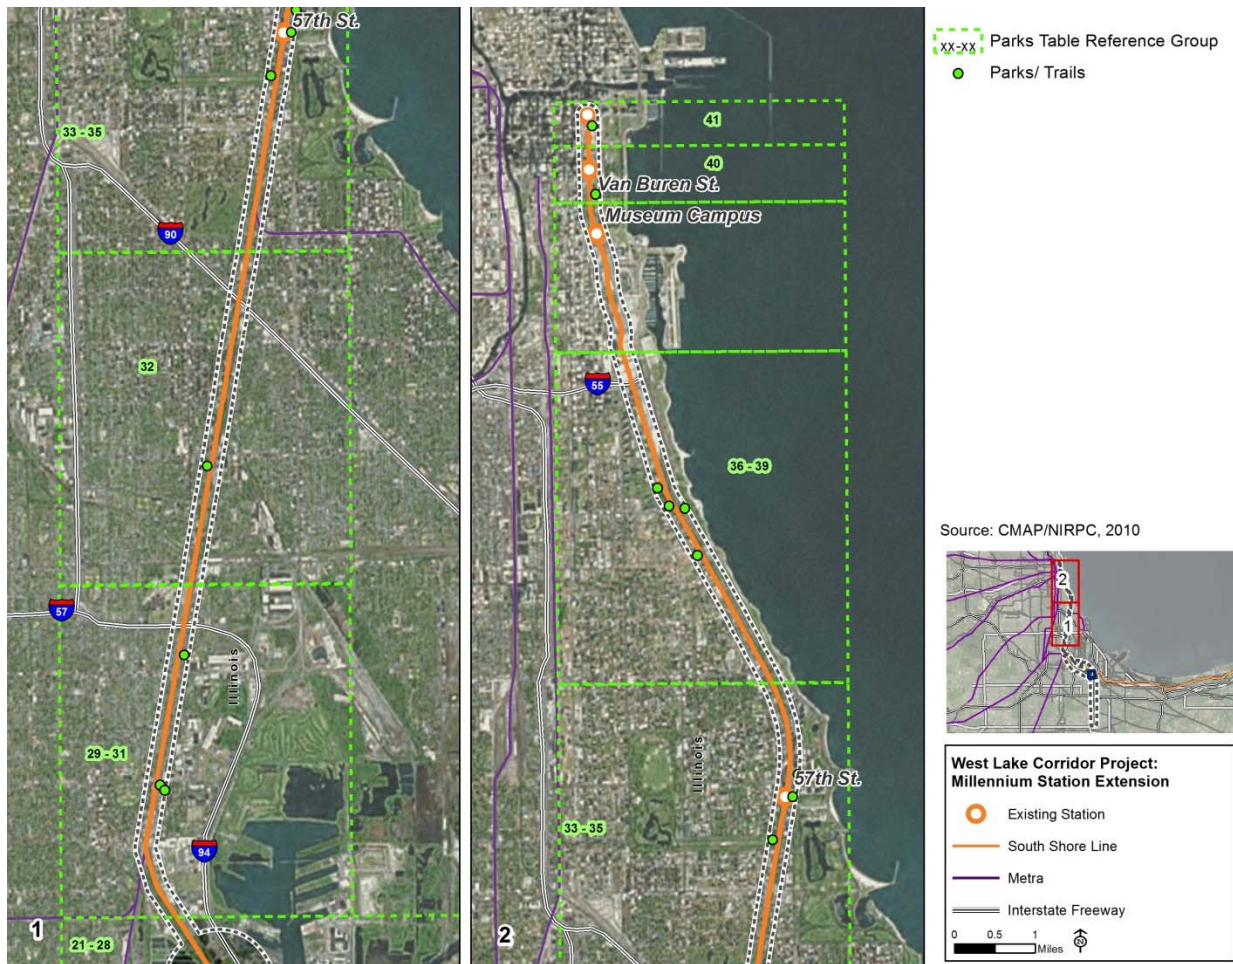 57th St.
33 - 35
90
32
57
Illinois
29 - 31
94
1
21 - 28
41
40
Van Buren St.
Museum Campus
55
36 - 39
Illinois
57th St.
33 - 35
2
xx-xx Parks Table Reference Group
Parks/ Trails
Source: CMAP/NIRPC, 2010
2
1
West Lake Corridor Project:
Millennium Station Extension
Existing Station
South Shore Line
Metra
Interstate Freeway
0 0.5 1
Miles N